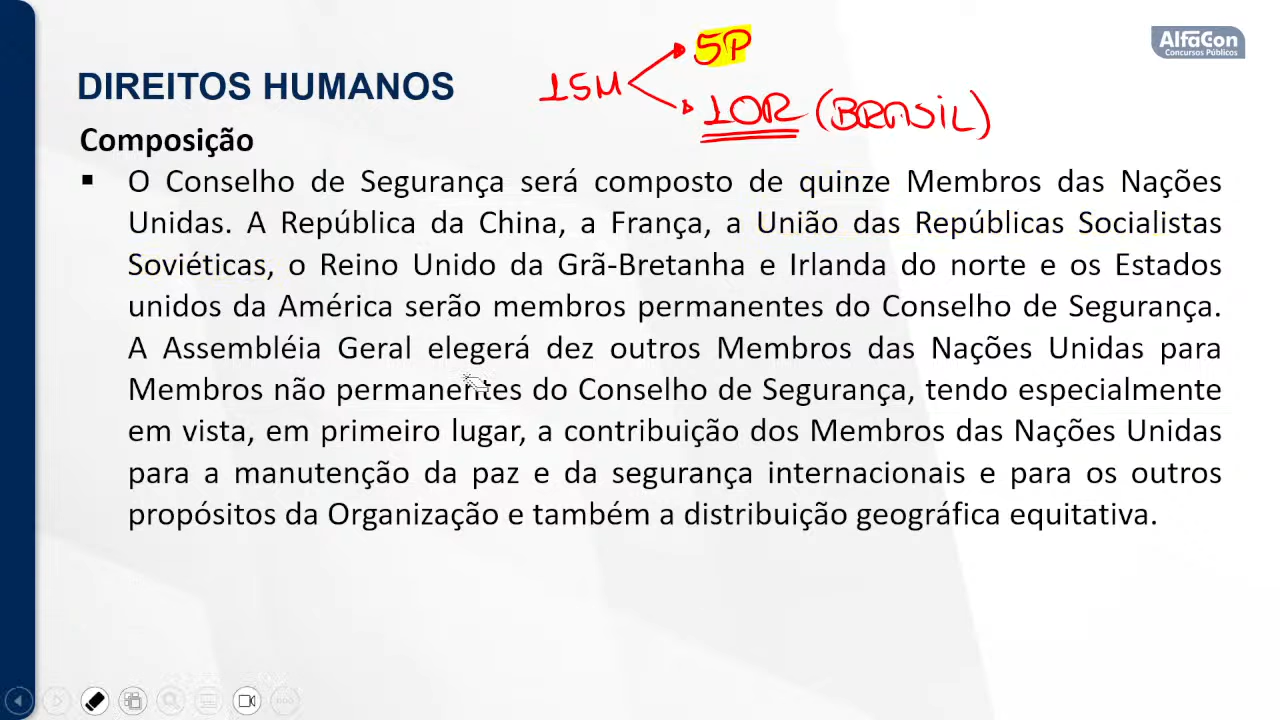 5P
AlfaCon
Concursos Públicos
DIREITOS HUMANOS
15M
10R (BRASIL)
Composição
▪ O Conselho de Segurança será composto de quinze Membros das Nações
Unidas. A República da China, a França, a União das Repúblicas Socialistas
Soviéticas, o Reino Unido da Grã-Bretanha e Irlanda do norte e os Estados
unidos da América serão membros permanentes do Conselho de Segurança.
A Assembléia Geral elegerá dez outros Membros das Nações Unidas para
Membros não permanentes do Conselho de Segurança, tendo especialmente
em vista, em primeiro lugar, a contribuição dos Membros das Nações Unidas
para a manutenção da paz e da segurança internacionais e para os outros
propósitos da Organização e também a distribuição geográfica equitativa.